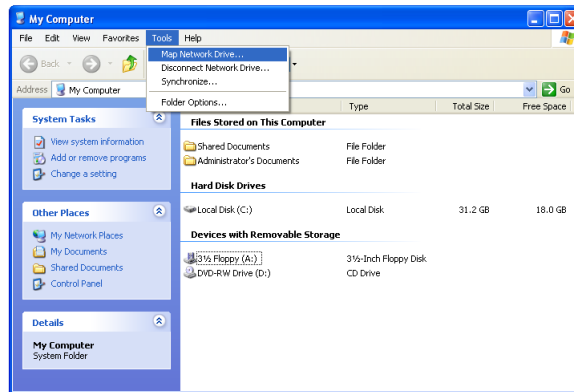 My Computer
File Edit View Favorites Tools Help
Back
Map Network Drive...
Disconnect Network Drive...
Synchronize...
Folder Options...
Address My Computer Go
Type Total Size Free Space
System Tasks
View system information
Add or remove programs
Change a setting
Other Places
My Network Places
My Documents
Shared Documents
Control Panel
Details
My Computer
System Folder
Files Stored on This Computer
Shared Documents File Folder
Administrator's Documents File Folder
Hard Disk Drives
Local Disk (C:) Local Disk 31.2 GB 18.0 GB
Devices with Removable Storage
3½ Floppy (A:) 3½-Inch Floppy Disk
DVD-RW Drive (D:) CD Drive